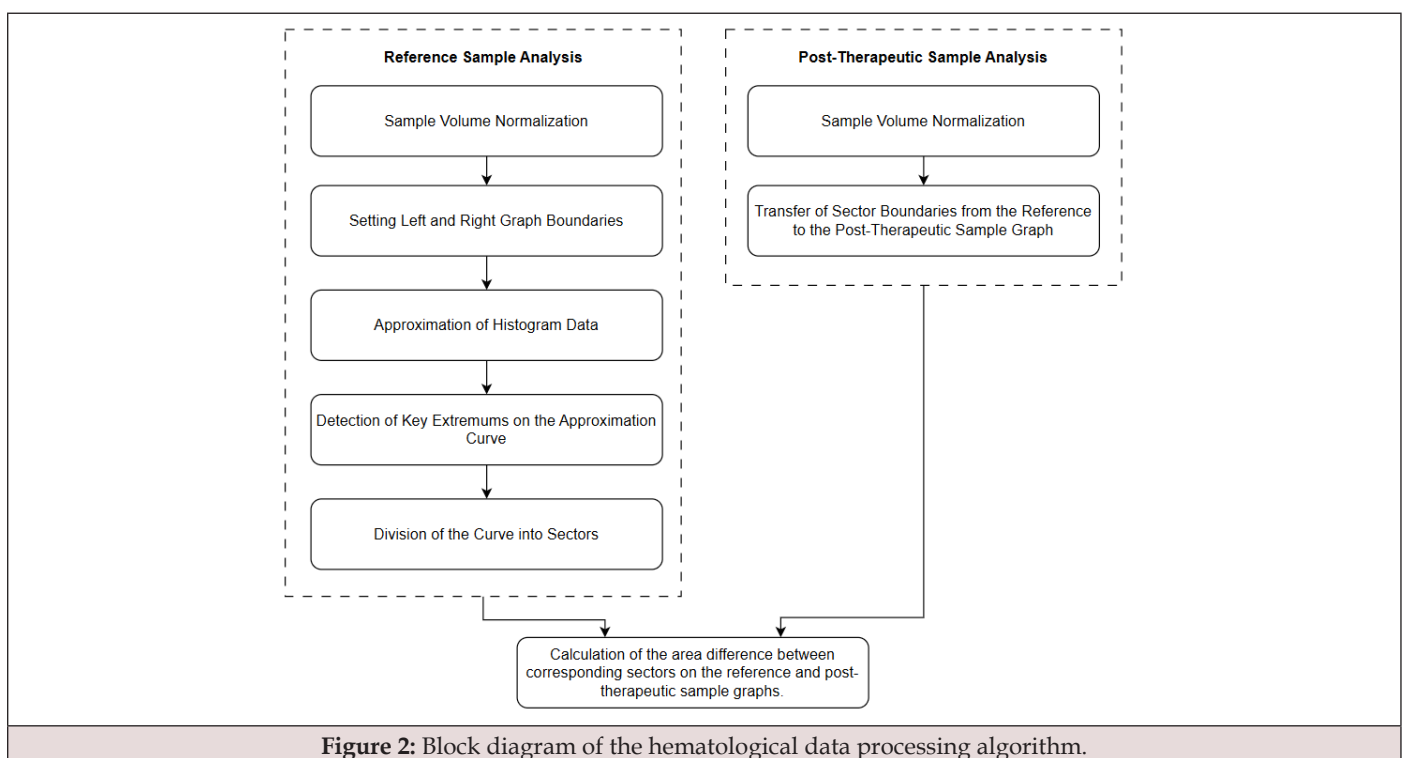 Reference Sample Analysis
Sample Volume Normalization
Setting Left and Right Graph Boundaries
Approximation of Histogram Data
Detection of Key Extremums on the Approximation
Curve
Division of the Curve into Sectors
Post-Therapeutic Sample Analysis
Sample Volume Normalization
Transfer of Sector Boundaries from the Reference
to the Post-Therapeutic Sample Graph
Calculation of the area difference between
corresponding sectors on the reference and post-
therapeutic sample graphs.
Figure 2: Block diagram of the hematological data processing algorithm.